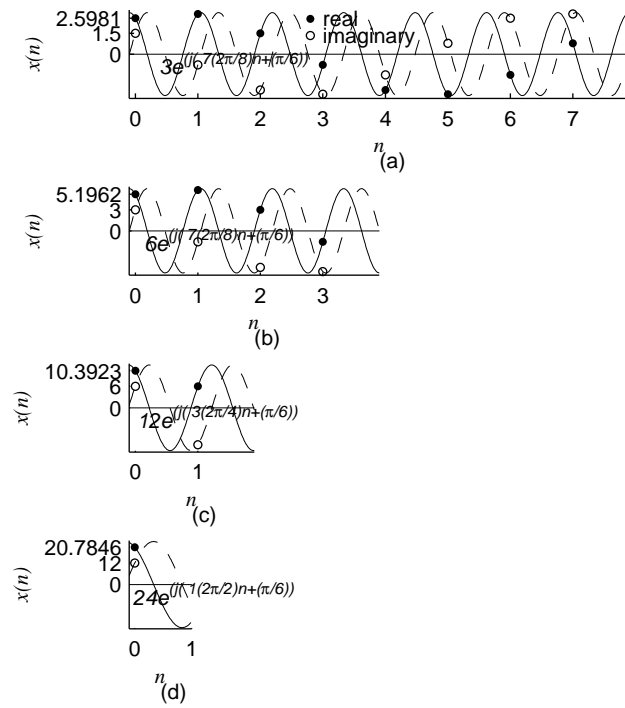 2.5981
1.5
0
x(n)
real
imaginary
3e^(j( 7(2π/8)n+(π/6))
0 1 2 3 4 5 6 7
n
(a)
5.1962
3
0
x(n)
6e^(j( 7(2π/8)n+(π/6))
0 1 2 3
n
(b)
10.3923
6
0
x(n)
12e^(j( 3(2π/4)n+(π/6))
0 1
n
(c)
20.7846
12
0
x(n)
24e^(j( 1(2π/2)n+(π/6))
0 1
n
(d)